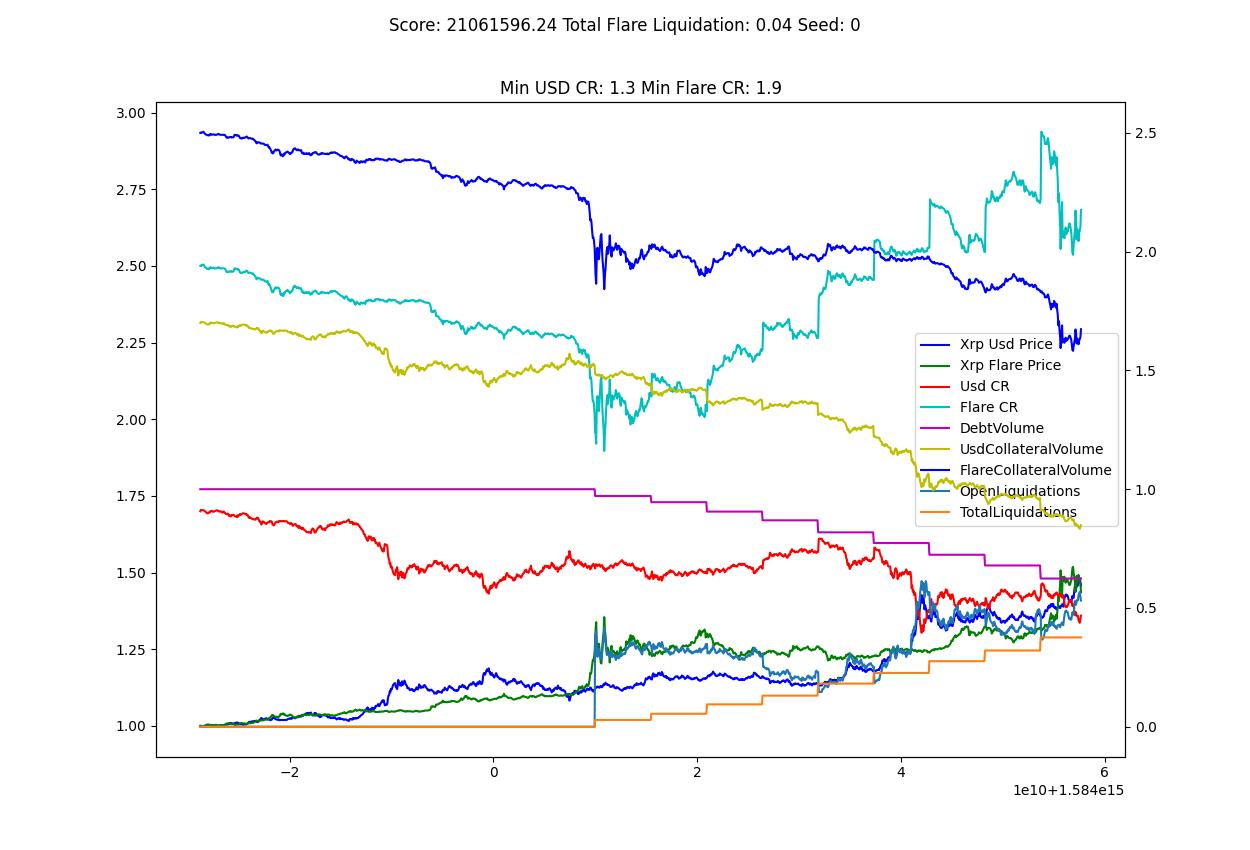 Score: 21061596.24 Total Flare Liquidation: 0.04 Seed: 0
Min USD CR: 1.3 Min Flare CR: 1.9
3.00
2.75
2.50
2.25
2.00
1.75
1.50
1.25
1.00
2.5
2.0
1.5
1.0
0.5
0.0
Xrp Usd Price
Xrp Flare Price
Usd CR
Flare CR
DebtVolume
UsdCollateralVolume
FlareCollateralVolume
OpenLiquidations
TotalLiquidations
−2 0 2 4 6
1e10+1.584e15